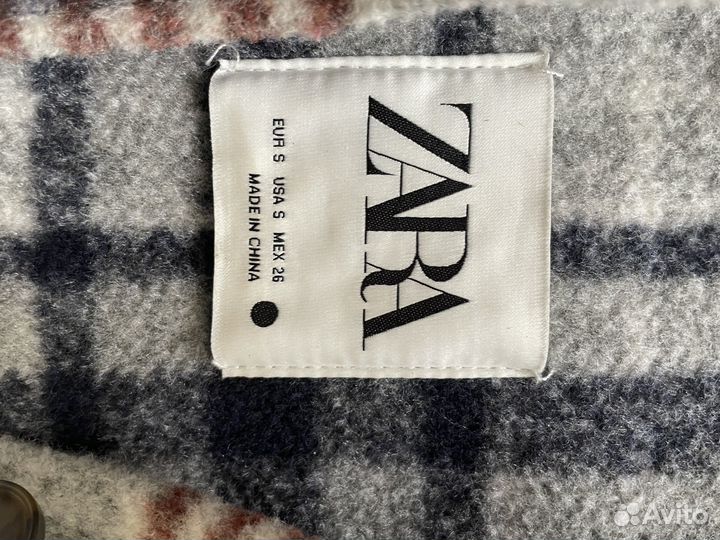 ZARA
EUR S USA S MEX 26
MADE IN CHINA
Avito